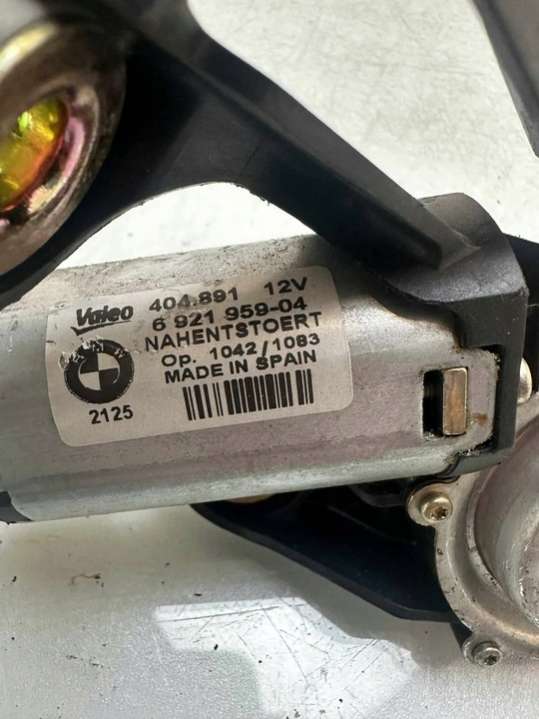 Valeo 404.891 12V
6 921 959-04
NAHENTSTOERT
Op. 1042/1083
MADE IN SPAIN
2125